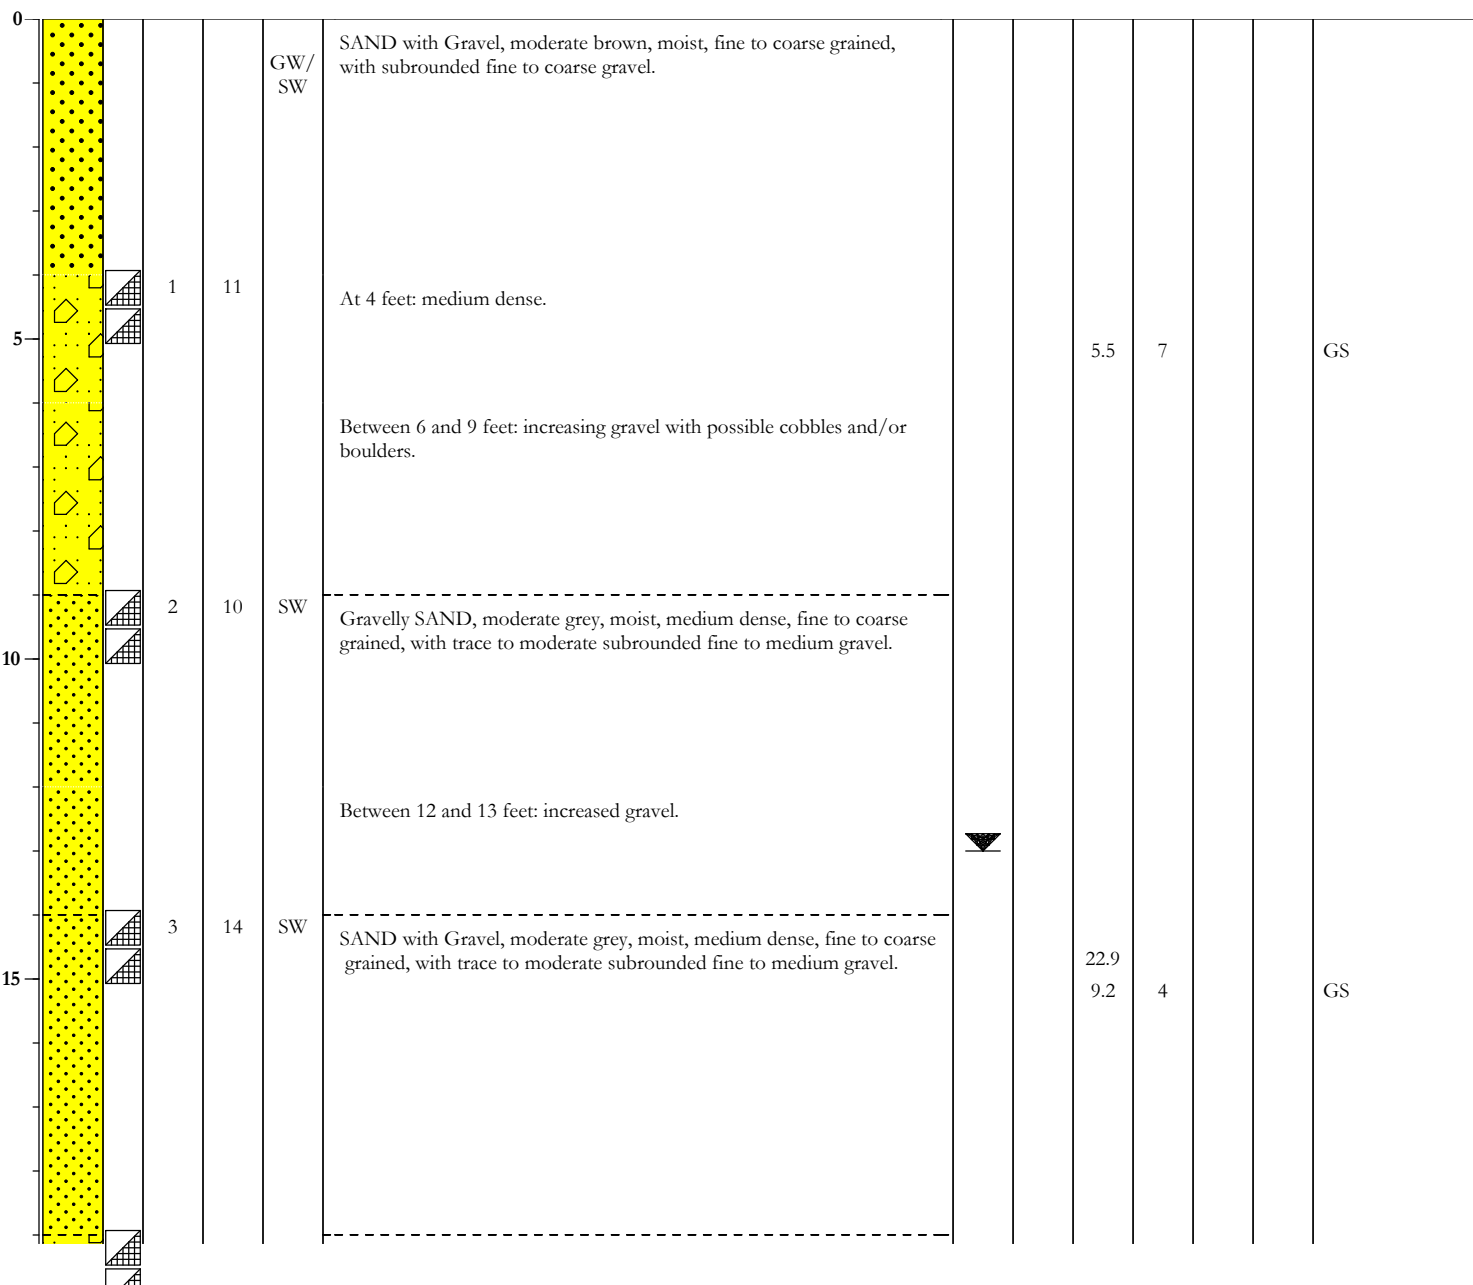 0
SAND with Gravel, moderate brown, moist, fine to coarse grained,
with subrounded fine to coarse gravel.
GW/
SW
1 11
At 4 feet: medium dense.
5
5.5 7 GS
Between 6 and 9 feet: increasing gravel with possible cobbles and/or
boulders.
2 10 SW
Gravelly SAND, moderate grey, moist, medium dense, fine to coarse
grained, with trace to moderate subrounded fine to medium gravel.
10
Between 12 and 13 feet: increased gravel.
3 14 SW
SAND with Gravel, moderate grey, moist, medium dense, fine to coarse
grained, with trace to moderate subrounded fine to medium gravel.
22.9
15
9.2 4 GS